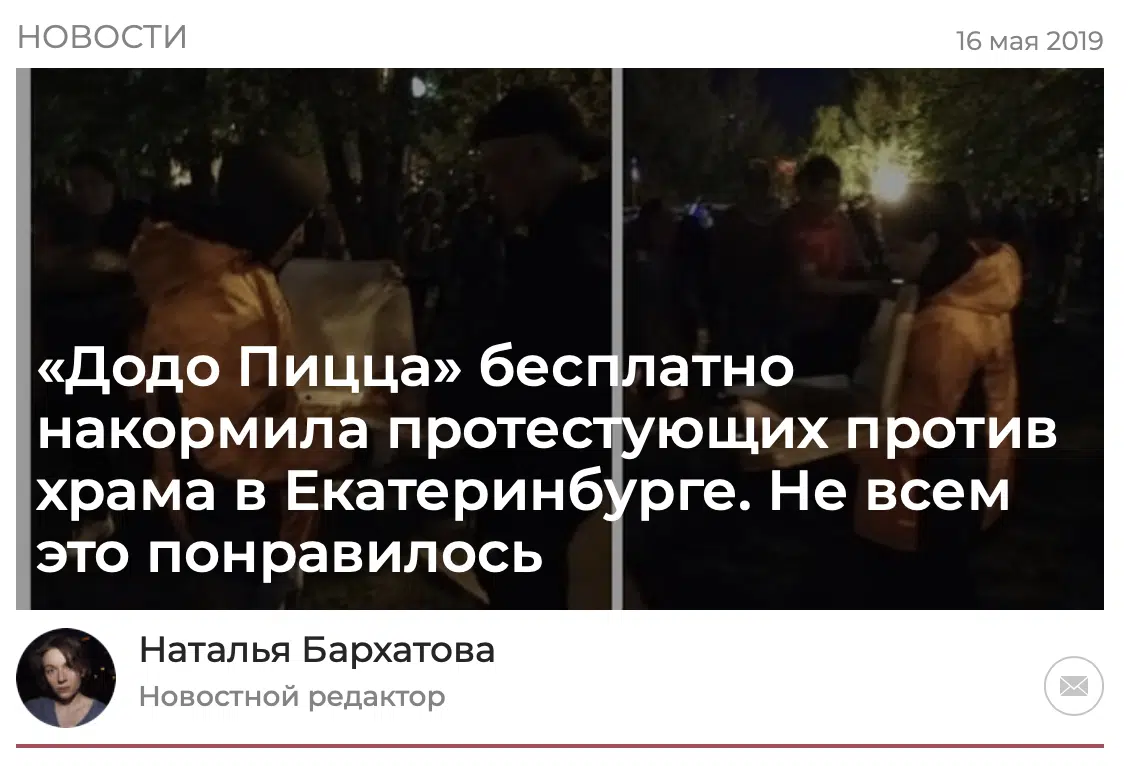 НОВОСТИ
16 мая 2019
«Додо Пицца» бесплатно
накормила протестующих против
храма в Екатеринбурге. Не всем
это понравилось
Наталья Бархатова
Новостной редактор